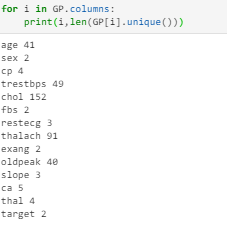 for i in GP.columns:
    print(i,len(GP[i].unique()))
age 41
sex 2
cp 4
trestbps 49
chol 152
fbs 2
restecg 3
thalach 91
exang 2
oldpeak 40
slope 3
ca 5
thal 4
target 2